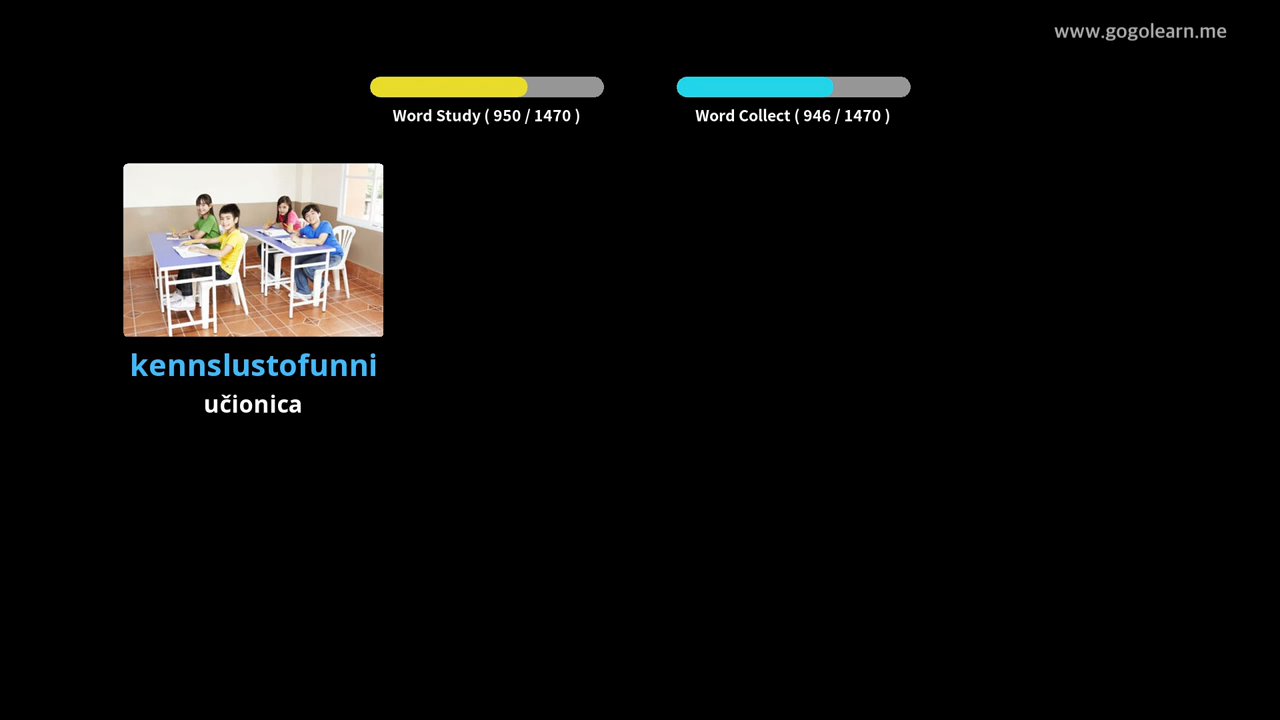 www.gogolearn.me
Word Study ( 950 / 1470 )
Word Collect ( 946 / 1470 )
kennslustofunni
učionica